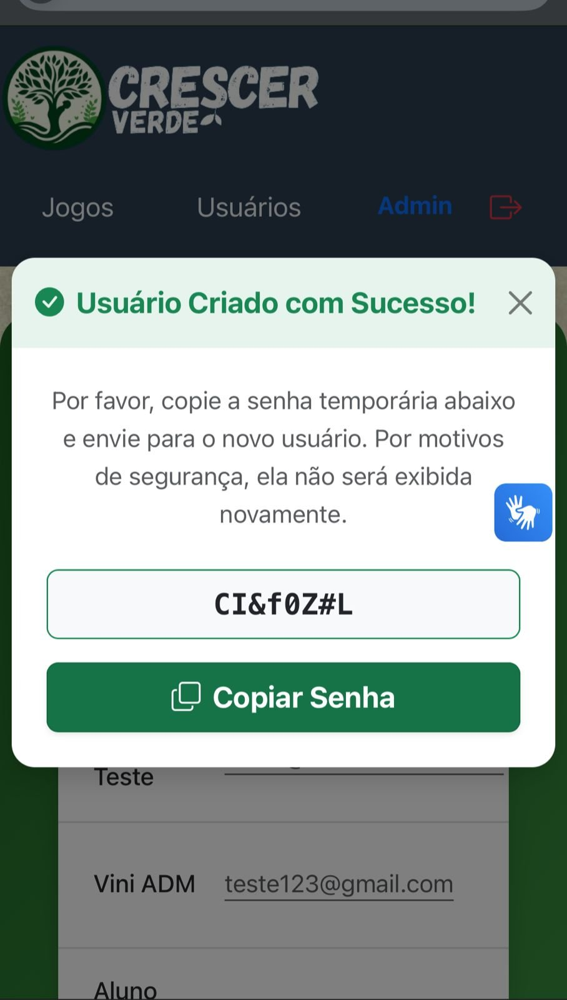 CRESCER
VERDE
Jogos Usuários Admin
Usuário Criado com Sucesso!
Por favor, copie a senha temporária abaixo
e envie para o novo usuário. Por motivos
de segurança, ela não será exibida
novamente.
CI&f0Z#L
Copiar Senha
Teste
Vini ADM teste123@gmail.com
Aluno